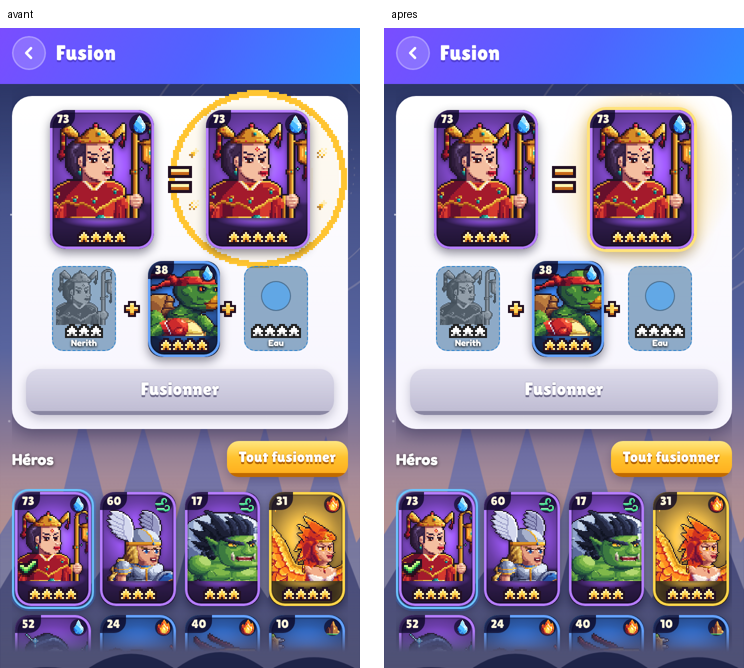 avant
Fusion
73
73
38
Nerith
Eau
Fusionner
Héros
Tout fusionner
73
60
17
31
52
24
40
10
apres
Fusion
73
73
38
Nerith
Eau
Fusionner
Héros
Tout fusionner
73
60
17
31
52
24
40
10